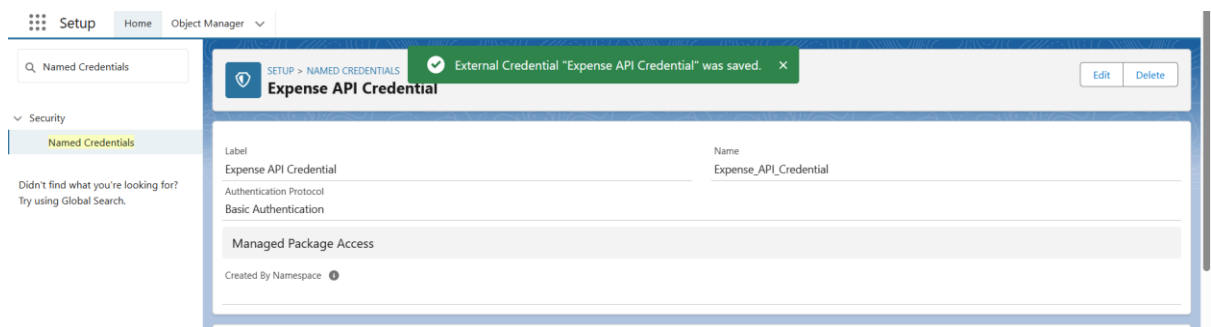 Setup Home Object Manager
Named Credentials
Security
Named Credentials
Didn't find what you're looking for?
Try using Global Search.
SETUP > NAMED CREDENTIALS
Expense API Credential
External Credential "Expense API Credential" was saved. ×
Edit Delete
Label Name
Expense API Credential Expense_API_Credential
Authentication Protocol
Basic Authentication
Managed Package Access
Created By Namespace